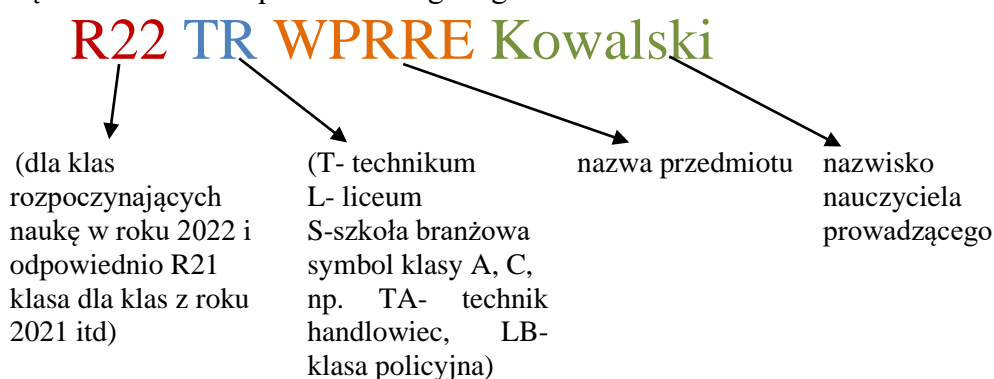 R22 TR WPRRE Kowalski
(dla klas
rozpoczynających
naukę w roku 2022 i
odpowiednio R21
klasa dla klas z roku
2021 itd)
(T- technikum
L- liceum
S-szkoła branżowa
symbol klasy A, C,
np. TA- technik
handlowiec, LB-
klasa policyjna)
nazwa przedmiotu
nazwisko
nauczyciela
prowadzącego